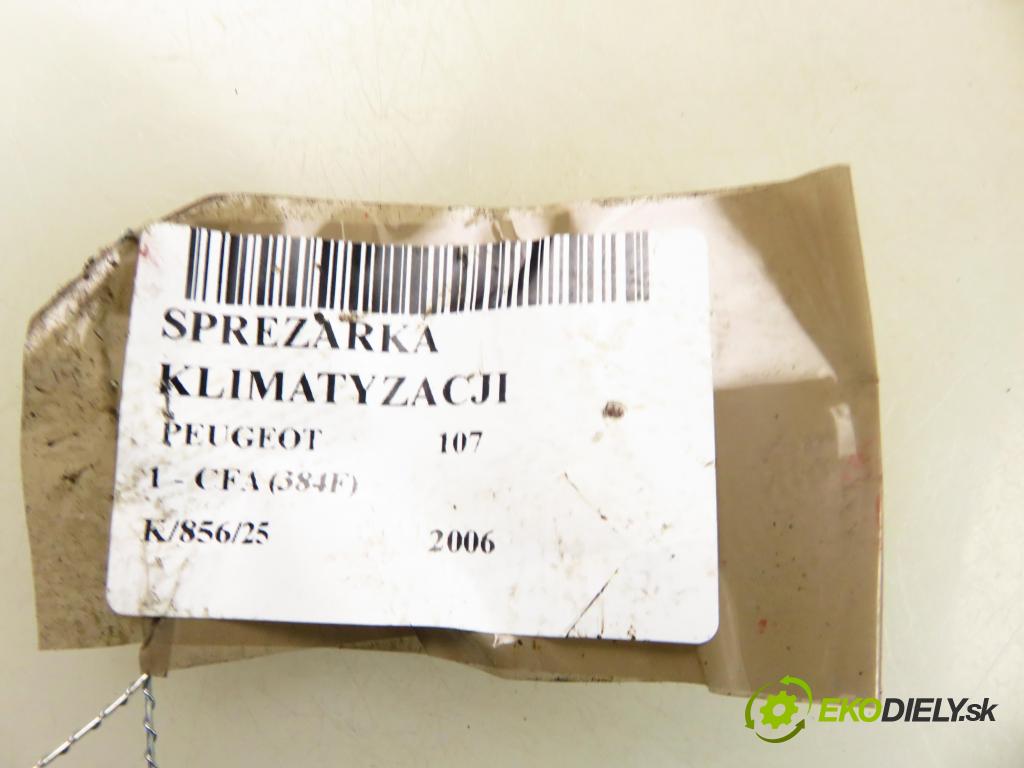 SPREZARKA
KLIMATYZACJI
PEUGEOT 107
1 - CFA (384F)
K/856/25 2006
EKODIELY.sk